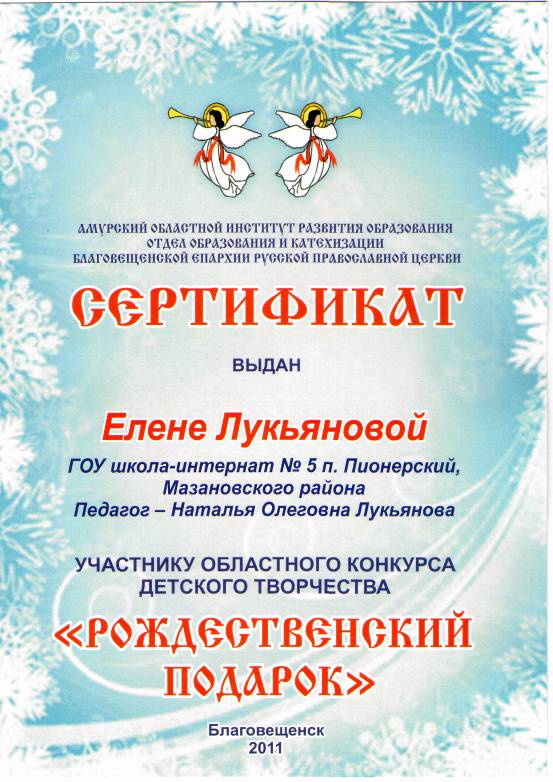 АМУРСКИЙ ОБЛАСТНОЙ ИНСТИТУТ РАЗВИТИЯ ОБРАЗОВАНИЯ
ОТДЕЛ ОБРАЗОВАНИЯ И КАТЕХИЗАЦИИ
БЛАГОВЕЩЕНСКОЙ ЕПАРХИИ РУССКОЙ ПРАВОСЛАВНОЙ ЦЕРКВИ
СЕРТИФИКАТ
ВЫДАН
Елене Лукьяновой
ГОУ школа-интернат № 5 п. Пионерский,
Мазановского района
Педагог – Наталья Олеговна Лукьянова
УЧАСТНИКУ ОБЛАСТНОГО КОНКУРСА
ДЕТСКОГО ТВОРЧЕСТВА
«РОЖДЕСТВЕНСКИЙ
ПОДАРОК»
Благовещенск
2011